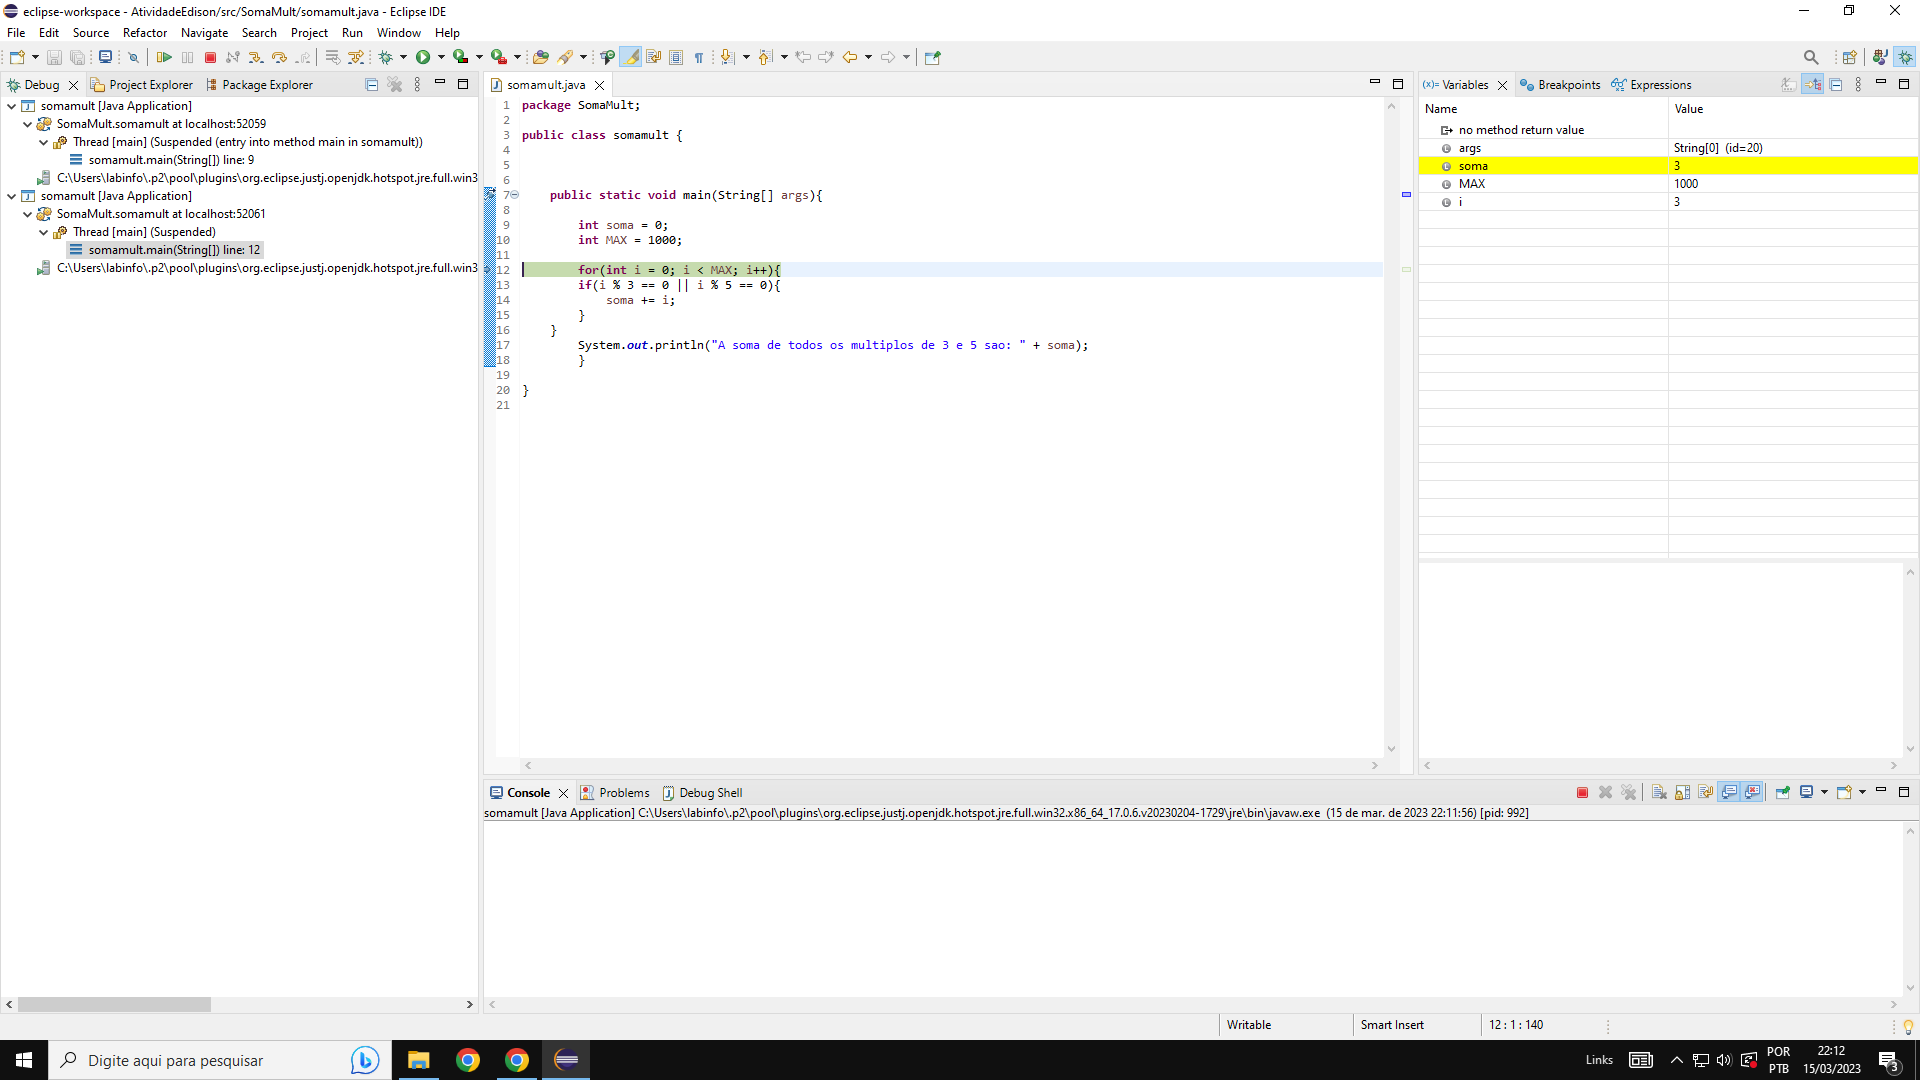 eclipse-workspace - AtividadeEdison/src/SomaMult/somamult.java - Eclipse IDE
File Edit Source Refactor Navigate Search Project Run Window Help
Debug Project Explorer Package Explorer
somamult [Java Application]
SomaMult.somamult at localhost:52059
Thread [main] (Suspended (entry into method main in somamult))
somamult.main(String[]) line: 9
C:\Users\labinfo\.p2\pool\plugins\org.eclipse.justj.openjdk.hotspot.jre.full.win3
somamult [Java Application]
SomaMult.somamult at localhost:52061
Thread [main] (Suspended)
somamult.main(String[]) line: 12
C:\Users\labinfo\.p2\pool\plugins\org.eclipse.justj.openjdk.hotspot.jre.full.win3
somamult.java
1 package SomaMult;
2
3 public class somamult {
4
5
6
7 public static void main(String[] args){
8
9 int soma = 0;
10 int MAX = 1000;
11
12 for(int i = 0; i < MAX; i++){
13 if(i % 3 == 0 || i % 5 == 0){
14 soma += i;
15 }
16 }
17 System.out.println("A soma de todos os multiplos de 3 e 5 sao: " + soma);
18 }
19
20 }
21
(x)= Variables Breakpoints Expressions
Name Value
no method return value
args String[0] (id=20)
soma 3
MAX 1000
i 3
Console Problems Debug Shell
somamult [Java Application] C:\Users\labinfo\.p2\pool\plugins\org.eclipse.justj.openjdk.hotspot.jre.full.win32.x86_64_17.0.6.v20230204-1729\jre\bin\javaw.exe (15 de mar. de 2023 22:11:56) [pid: 992]
Writable Smart Insert 12 : 1 : 140
Digite aqui para pesquisar
Links
POR
PTB
22:12
15/03/2023
3